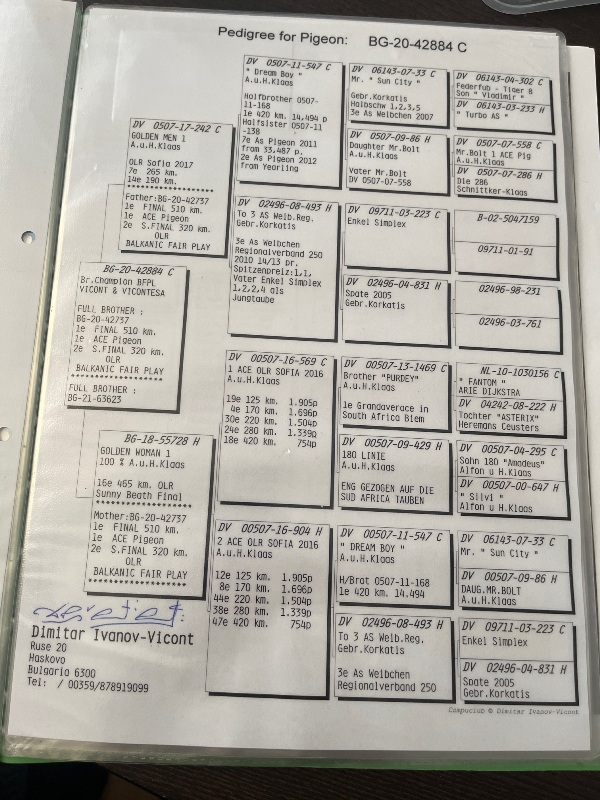 Pedigree for Pigeon: BG-20-42884 C
BG-20-42884 C
Br.Champion BFPL
VICONT & VICONTESA
FULL BROTHER :
BG-20-42737
1e FINAL 510 km.
1e ACE Pigeon
2e S.FINAL 320 km.
OLR
BALKANIC FAIR PLAY
*******************
FULL BROTHER :
BG-21-63623
DV 0507-17-242 C
GOLDEN MEN 1
A.u.H.Klaas
OLR Sofia 2017
7e 265 km.
14e 190 km.
*******************
Father:BG-20-42737
1e FINAL 510 km.
1e ACE Pigeon
2e S.FINAL 320 km.
OLR
BALKANIC FAIR PLAY
BG-18-55728 H
GOLDEN WOMAN 1
100 % A.u.H.Klaas
16e 465 km. OLR
Sunny Beath Final
*******************
Mother:BG-20-42737
1e FINAL 510 km.
1e ACE Pigeon
2e S.FINAL 320 km.
OLR
BALKANIC FAIR PLAY
*******************
DV 0507-11-547 C
" Dream Boy "
A.u.H.Klaas
Halfbrother 0507-
11-168
1e 420 km. 14,494 p
Halfsister 0507-11
-138
7e As Pigeon 2011
from 33.487 p.
2e As Pigeon 2012
from Yearling
DV 02496-08-493 H
To 3 AS Weib.Reg.
Gebr.Korkatis
3e As Weibchen
Regionalverband 250
2010 14/13 pr.
Spitzenpreiz:1,1,
Vater Enkel Simplex
1,2,2,4 als
Jungtaube
DV 00507-16-569 C
1 ACE OLR SOFIA 2016
A.u.H.Klaas
19e 125 km. 1.905p
4e 170 km. 1.696p
30e 220 km. 1.504p
24e 280 km. 1.339p
18e 420 km. 754p
DV 00507-16-904 H
2 ACE OLR SOFIA 2016
A.u.H.Klaas
12e 125 km. 1.905p
8e 170 km. 1.696p
44e 220 km. 1.504p
38e 280 km. 1.339p
47e 420 km. 754p
DV 06143-07-33 C
Mr. " Sun City "
Gebr.Korkatis
Halbschw 1,2,3,5
3e As Weibchen 2007
DV 0507-09-86 H
Daughter Mr.Bolt
A.u.H.Klaas
Vater Mr.Bolt
DV 0507-07-558
DV 09711-03-223 C
Enkel Simplex
DV 02496-04-831 H
Spate 2005
Gebr.Korkatis
DV 00507-13-1469 C
Brother "PURDEY"
A.u.H.Klaas
1e Grandaverace in
South Africa Biem
DV 00507-09-429 H
180 LINIE
A.u.H.Klaas
ENG GEZOGEN AUF DIE
SUD AFRICA TAUBEN
DV 00507-11-547 C
" DREAM BOY "
A.u.H.Klaas
H/Brot 0507-11-168
1e 420 km. 14.494
DV 02496-08-493 H
To 3 AS Weib.Reg.
Gebr.Korkatis
3e As Weibchen
Regionalverband 250
DV 06143-04-302 C
Federfub - Tiger B
Son " Vladimir "
DV 06143-03-233 H
" Turbo AS "
DV 0507-07-558 C
Mr.Bolt 1 ACE Pig
A.u.H.Klaas
DV 0507-07-286 H
Die 286
Schnittker-Klaas
B-02-5047159
09711-01-91
02496-98-231
02496-03-761
NL-10-1030156 C
" FANTOM "
ARIE DIJKSTRA
DV 04242-08-222 H
Tochter "ASTERIX"
Heremans Ceusters
DV 00507-04-295 C
Sohn 180 "Amadeus"
Alfon u H.Klaas
DV 00507-00-647 H
" Silvi "
Alfon u H.Klaas
DV 06143-07-33 C
Mr. " Sun City "
DV 00507-09-86 H
DAUG.MR.BOLT
A.u.H.Klaas
DV 09711-03-223 C
Enkel Simplex
DV 02496-04-831 H
Spate 2005
Gebr.Korkatis
Dimitar Ivanov-Vicont
Ruse 20
Haskovo
Bulgaria 6300
Tel: / 00359/878919099
Compuclub © Dimitar Ivanov-Vicont